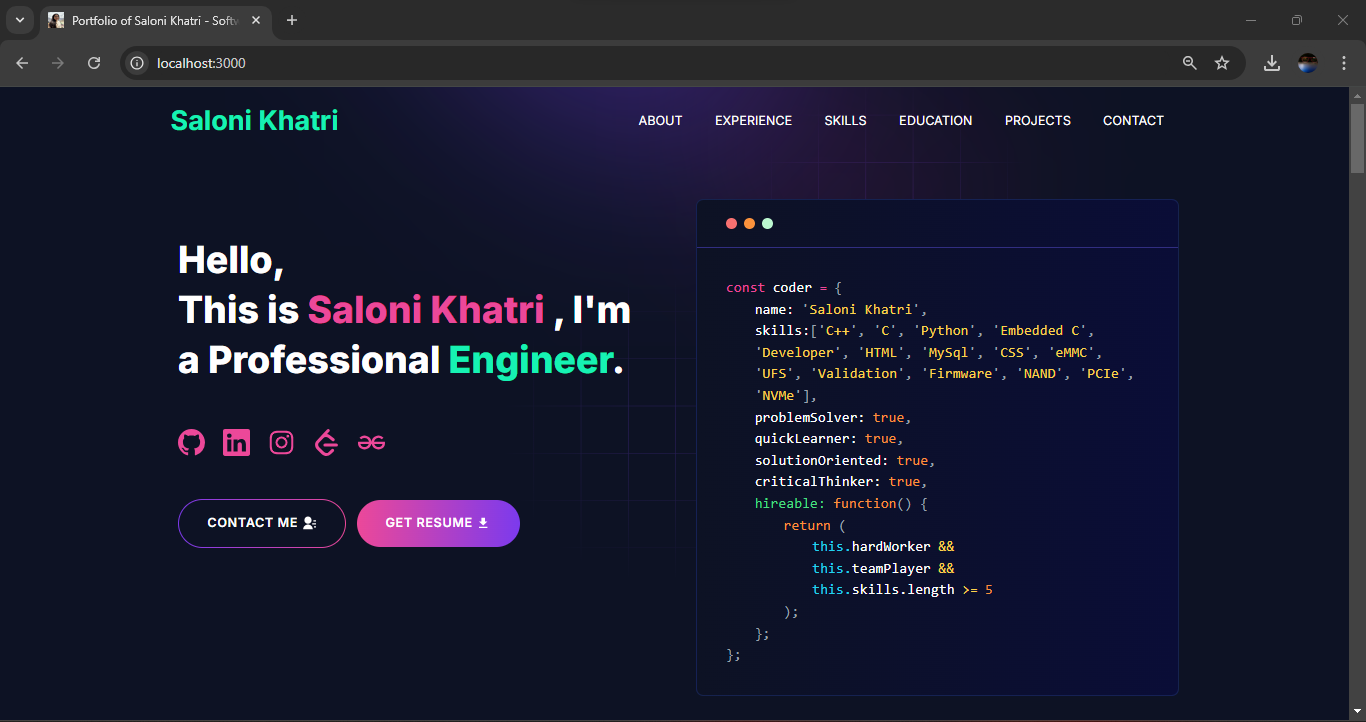 Portfolio of Saloni Khatri - Softw
localhost:3000
Saloni Khatri
ABOUT
EXPERIENCE
SKILLS
EDUCATION
PROJECTS
CONTACT
Hello,
This is Saloni Khatri , I'm
a Professional Engineer.
CONTACT ME
GET RESUME
const coder = {
name: 'Saloni Khatri',
skills:['C++', 'C', 'Python', 'Embedded C',
'Developer', 'HTML', 'MySql', 'CSS', 'eMMC',
'UFS', 'Validation', 'Firmware', 'NAND', 'PCIe',
'NVMe'],
problemSolver: true,
quickLearner: true,
solutionOriented: true,
criticalThinker: true,
hireable: function() {
return (
this.hardWorker &&
this.teamPlayer &&
this.skills.length >= 5
);
};
};